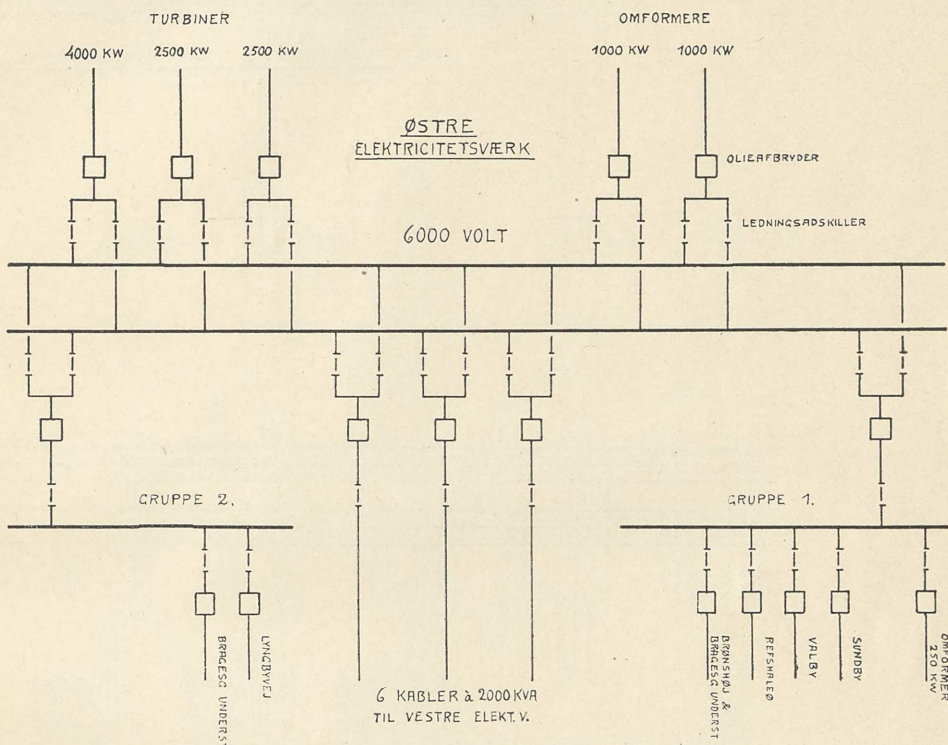 TURBINER
OMFORMERE
4000 KW
2500 KW
2500 KW
1000 KW
1000 KW
ØSTRE
ELEKTRICITETSVÆRK
OLIEAFBRYDER
LEDNINGSADSKILLER
6000 VOLT
GRUPPE 2.
GRUPPE 1.
BRAGESG UNDERST
LYNGBYVEJ
6 KABLER à 2000 KVA
TIL VESTRE ELEKT.V.
BRØNSHØJ &
BRAGESG UNDERST
REFSHALEØ
VALBY
SUNDBY
OMFORMER
250 KW